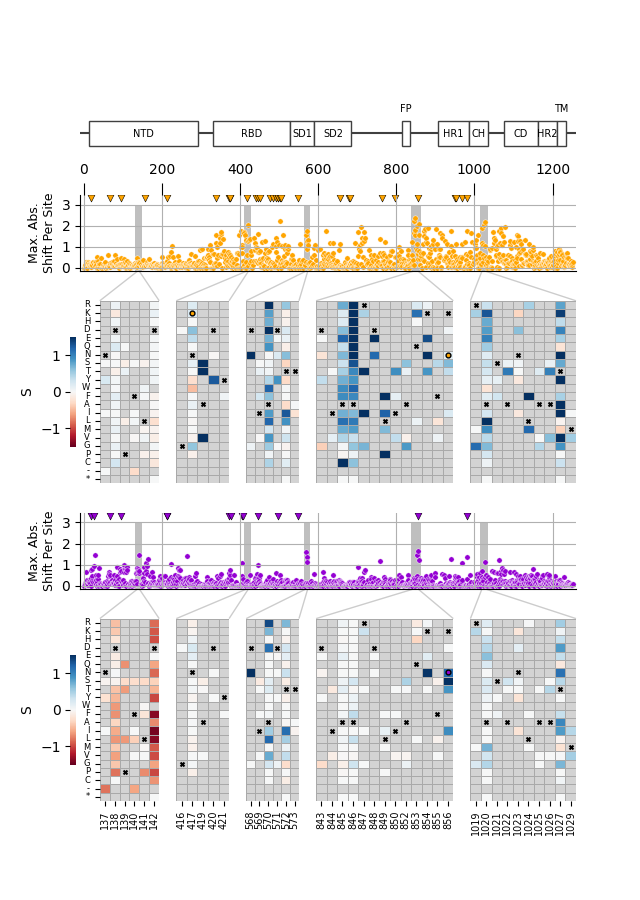 FP TM
NTD RBD SD1 SD2 HR1 CH CD HR2
0 200 400 600 800 1000 1200
Max. Abs.
Shift Per Site
3
2
1
0
R
K
H
D
E
Q
N
S
T
Y
W
F
A
I
L
M
V
G
P
C
-
*
S
1
0
−1
Max. Abs.
Shift Per Site
3
2
1
0
R
K
H
D
E
Q
N
S
T
Y
W
F
A
I
L
M
V
G
P
C
-
*
S
1
0
−1
137 138 139 140 141 142 416 417 419 420 421 568 569 570 571 572 573 843 844 845 846 847 848 849 850 852 853 854 855 856 1019 1020 1021 1022 1023 1024 1025 1026 1027 1029